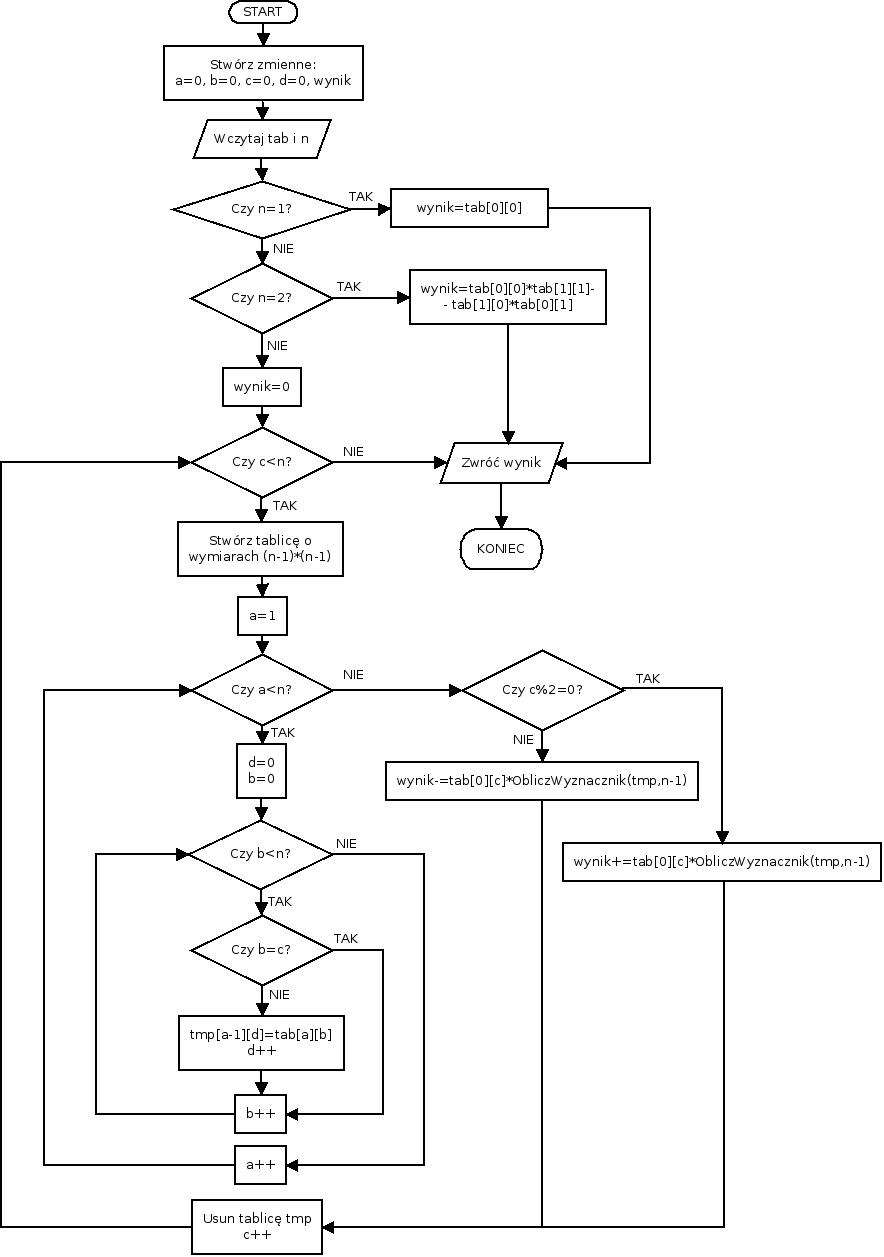 START
Stwórz zmienne:
a=0, b=0, c=0, d=0, wynik
Wczytaj tab i n
Czy n=1?
TAK
wynik=tab[0][0]
NIE
Czy n=2?
TAK
wynik=tab[0][0]*tab[1][1]-
- tab[1][0]*tab[0][1]
NIE
wynik=0
Czy c<n?
NIE
Zwróć wynik
TAK
KONIEC
Stwórz tablicę o
wymiarach (n-1)*(n-1)
a=1
Czy a<n?
NIE
Czy c%2=0?
TAK
TAK
NIE
d=0
b=0
wynik-=tab[0][c]*ObliczWyznacznik(tmp,n-1)
Czy b<n?
NIE
wynik+=tab[0][c]*ObliczWyznacznik(tmp,n-1)
TAK
Czy b=c?
TAK
NIE
tmp[a-1][d]=tab[a][b]
d++
b++
a++
Usun tablicę tmp
c++